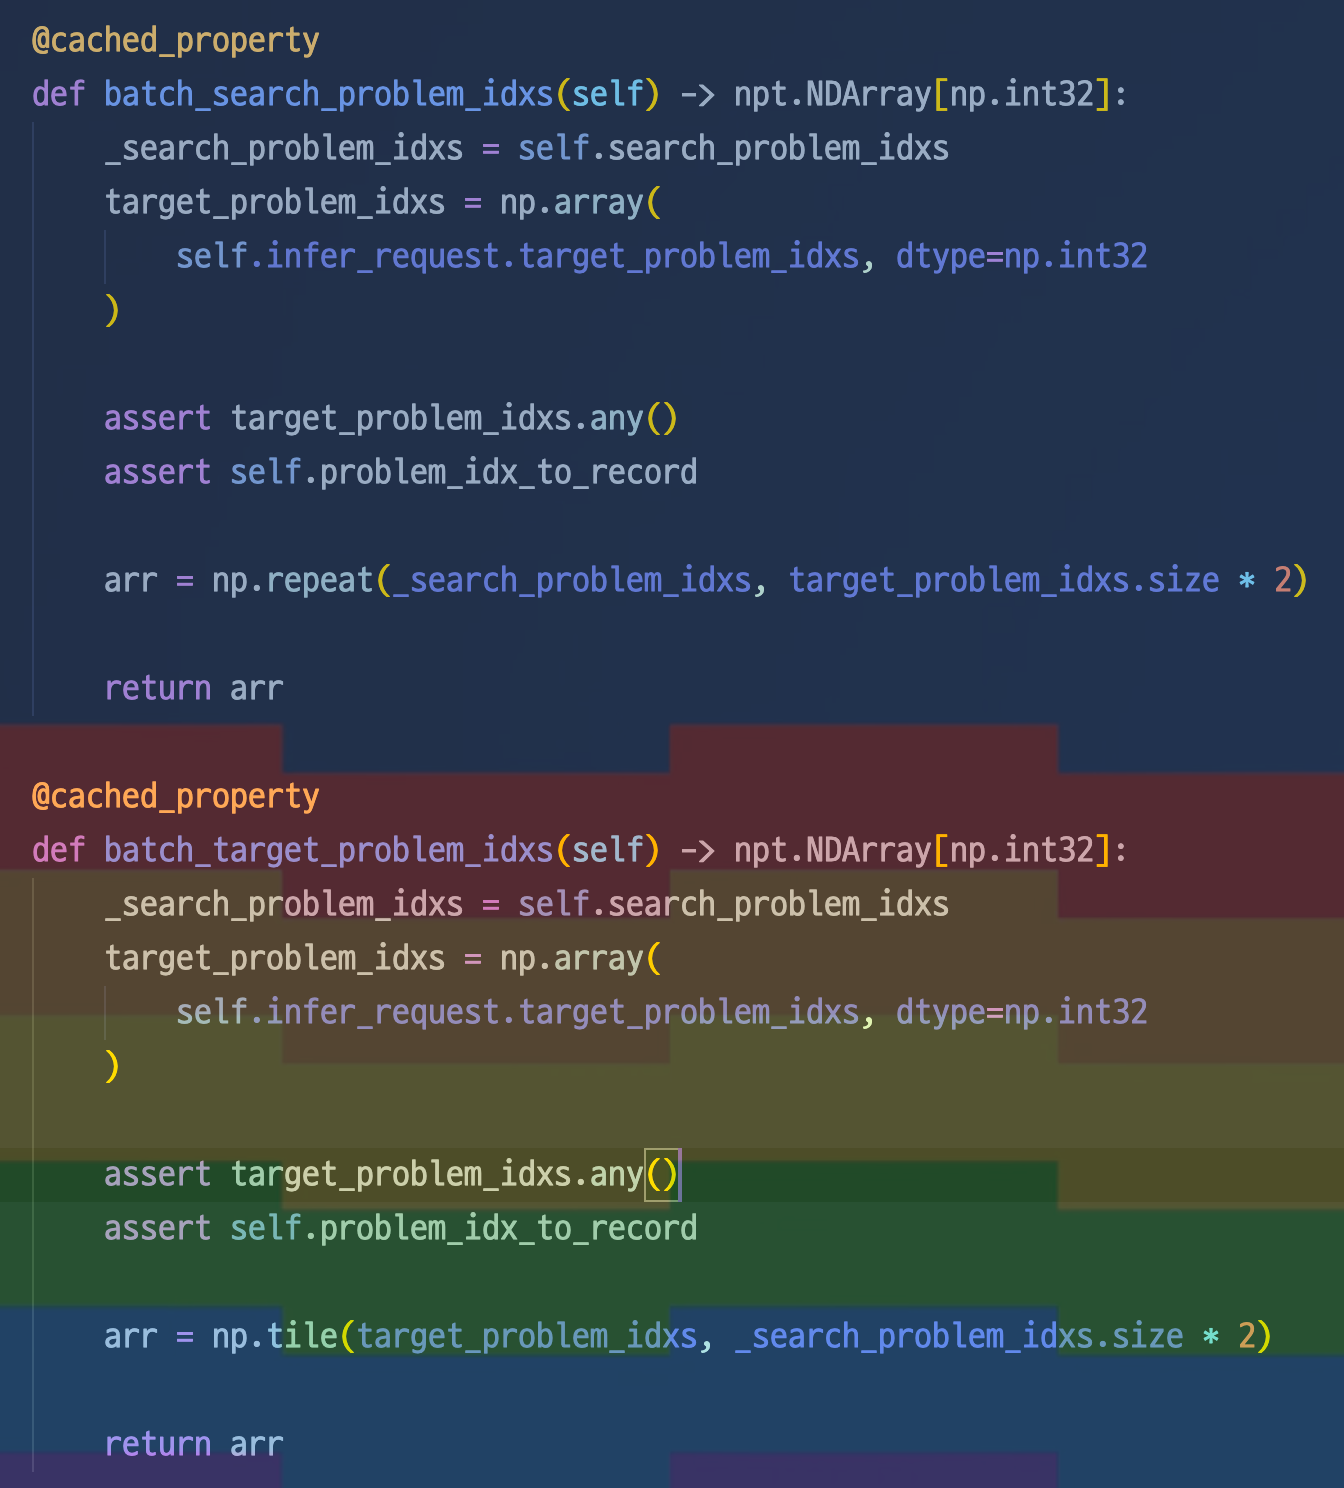 @cached_property
def batch_search_problem_idxs(self) -> npt.NDArray[np.int32]:
    _search_problem_idxs = self.search_problem_idxs
    target_problem_idxs = np.array(
        self.infer_request.target_problem_idxs, dtype=np.int32
    )

    assert target_problem_idxs.any()
    assert self.problem_idx_to_record

    arr = np.repeat(_search_problem_idxs, target_problem_idxs.size * 2)

    return arr

@cached_property
def batch_target_problem_idxs(self) -> npt.NDArray[np.int32]:
    _search_problem_idxs = self.search_problem_idxs
    target_problem_idxs = np.array(
        self.infer_request.target_problem_idxs, dtype=np.int32
    )

    assert target_problem_idxs.any()
    assert self.problem_idx_to_record

    arr = np.tile(target_problem_idxs, _search_problem_idxs.size * 2)

    return arr